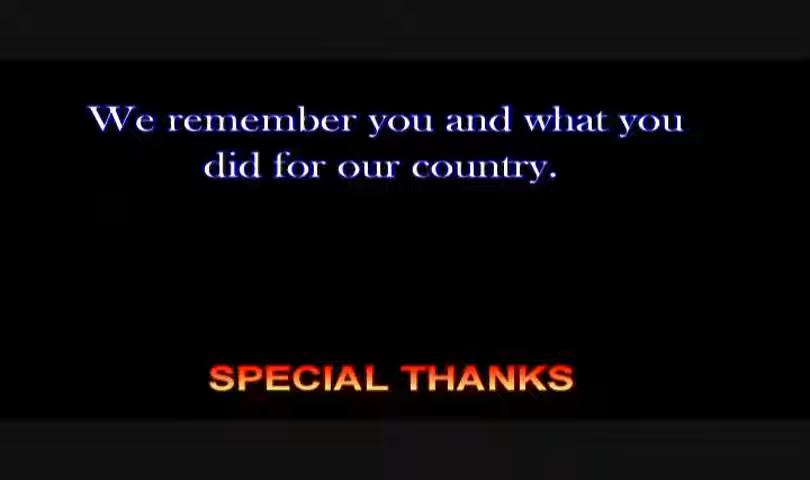 We remember you and what you
did for our country.
SPECIAL THANKS